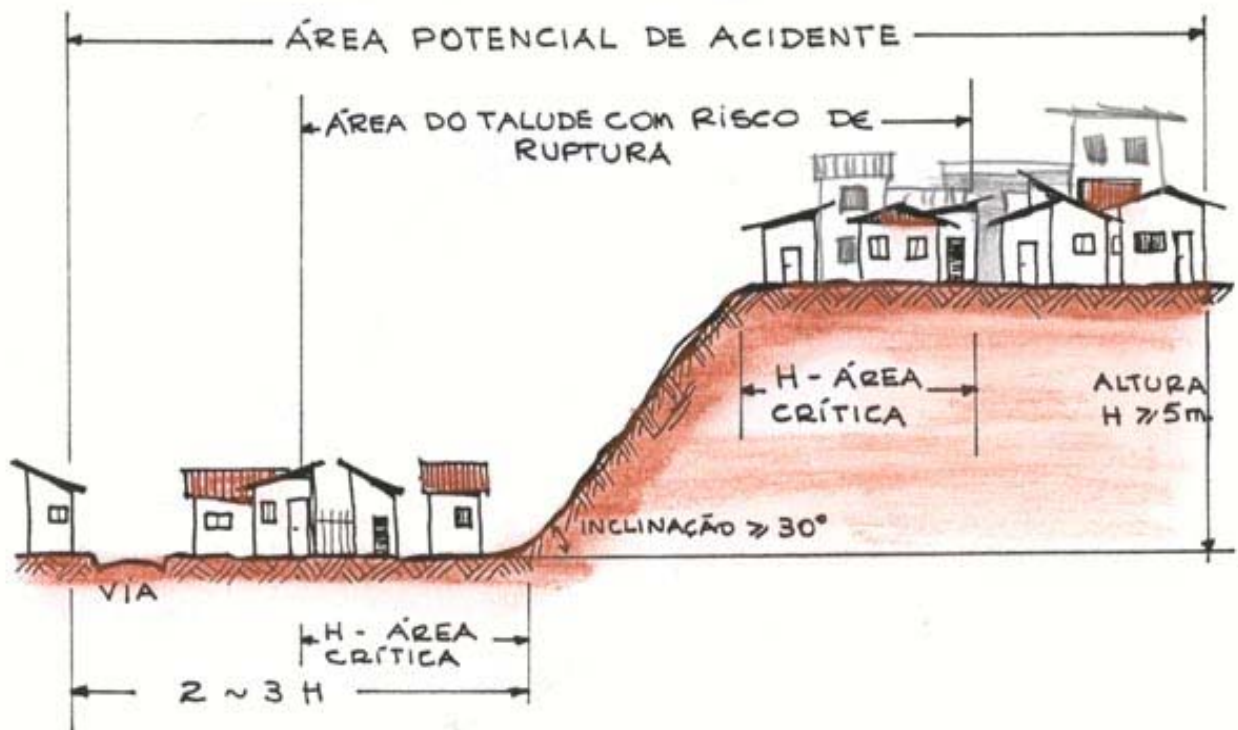 ÁREA POTENCIAL DE ACIDENTE
ÁREA DO TALUDE COM RISCO DE
RUPTURA
H - ÁREA
CRÍTICA
ALTURA
H ⩾ 5m
INCLINAÇÃO ⩾ 30°
VIA
H - ÁREA
CRÍTICA
2 ~ 3 H